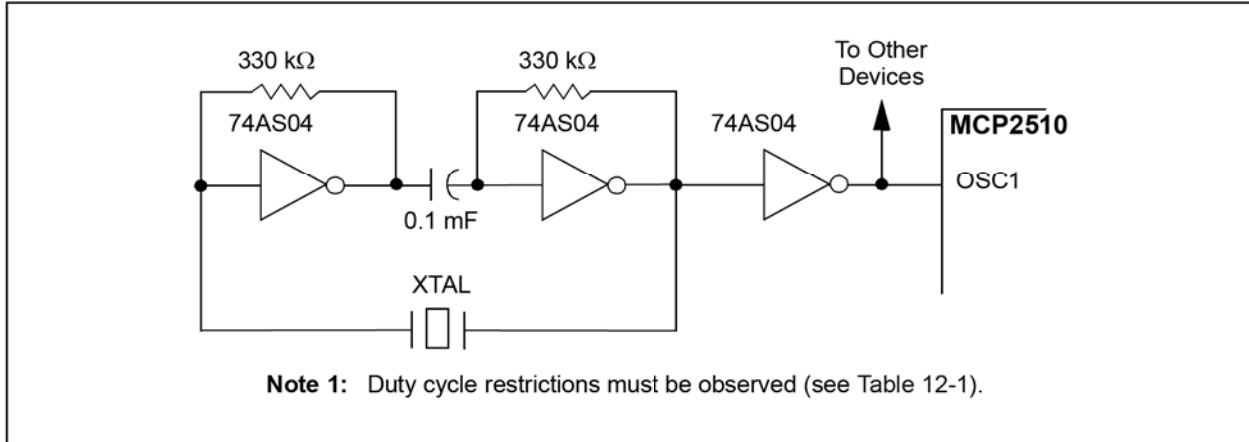 330 kΩ
330 kΩ
To Other
Devices
74AS04
74AS04
74AS04
MCP2510
OSC1
0.1 mF
XTAL
Note 1: Duty cycle restrictions must be observed (see Table 12-1).